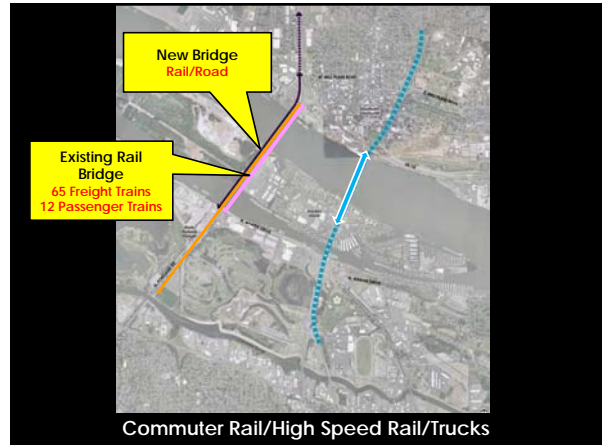 New Bridge
Rail/Road
Existing Rail
Bridge
65 Freight Trains
12 Passenger Trains
Commuter Rail/High Speed Rail/Trucks